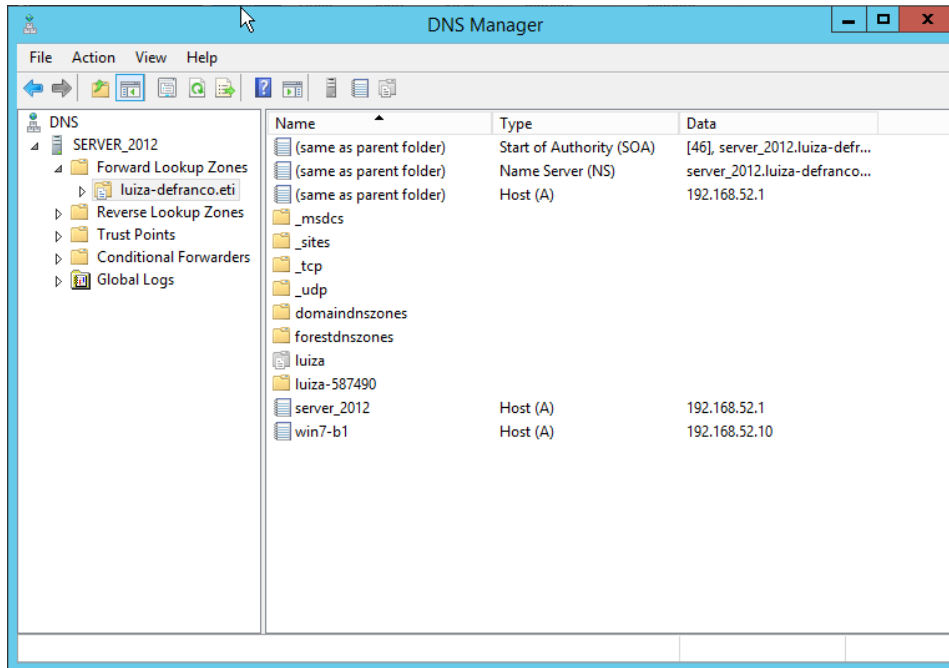 DNS Manager
File Action View Help
DNS
SERVER_2012
Forward Lookup Zones
luiza-defranco.eti
Reverse Lookup Zones
Trust Points
Conditional Forwarders
Global Logs
Name Type Data
(same as parent folder) Start of Authority (SOA) [46], server_2012.luiza-defr...
(same as parent folder) Name Server (NS) server_2012.luiza-defranco...
(same as parent folder) Host (A) 192.168.52.1
_msdcs
_sites
_tcp
_udp
domaindnszones
forestdnszones
luiza
luiza-587490
server_2012 Host (A) 192.168.52.1
win7-b1 Host (A) 192.168.52.10